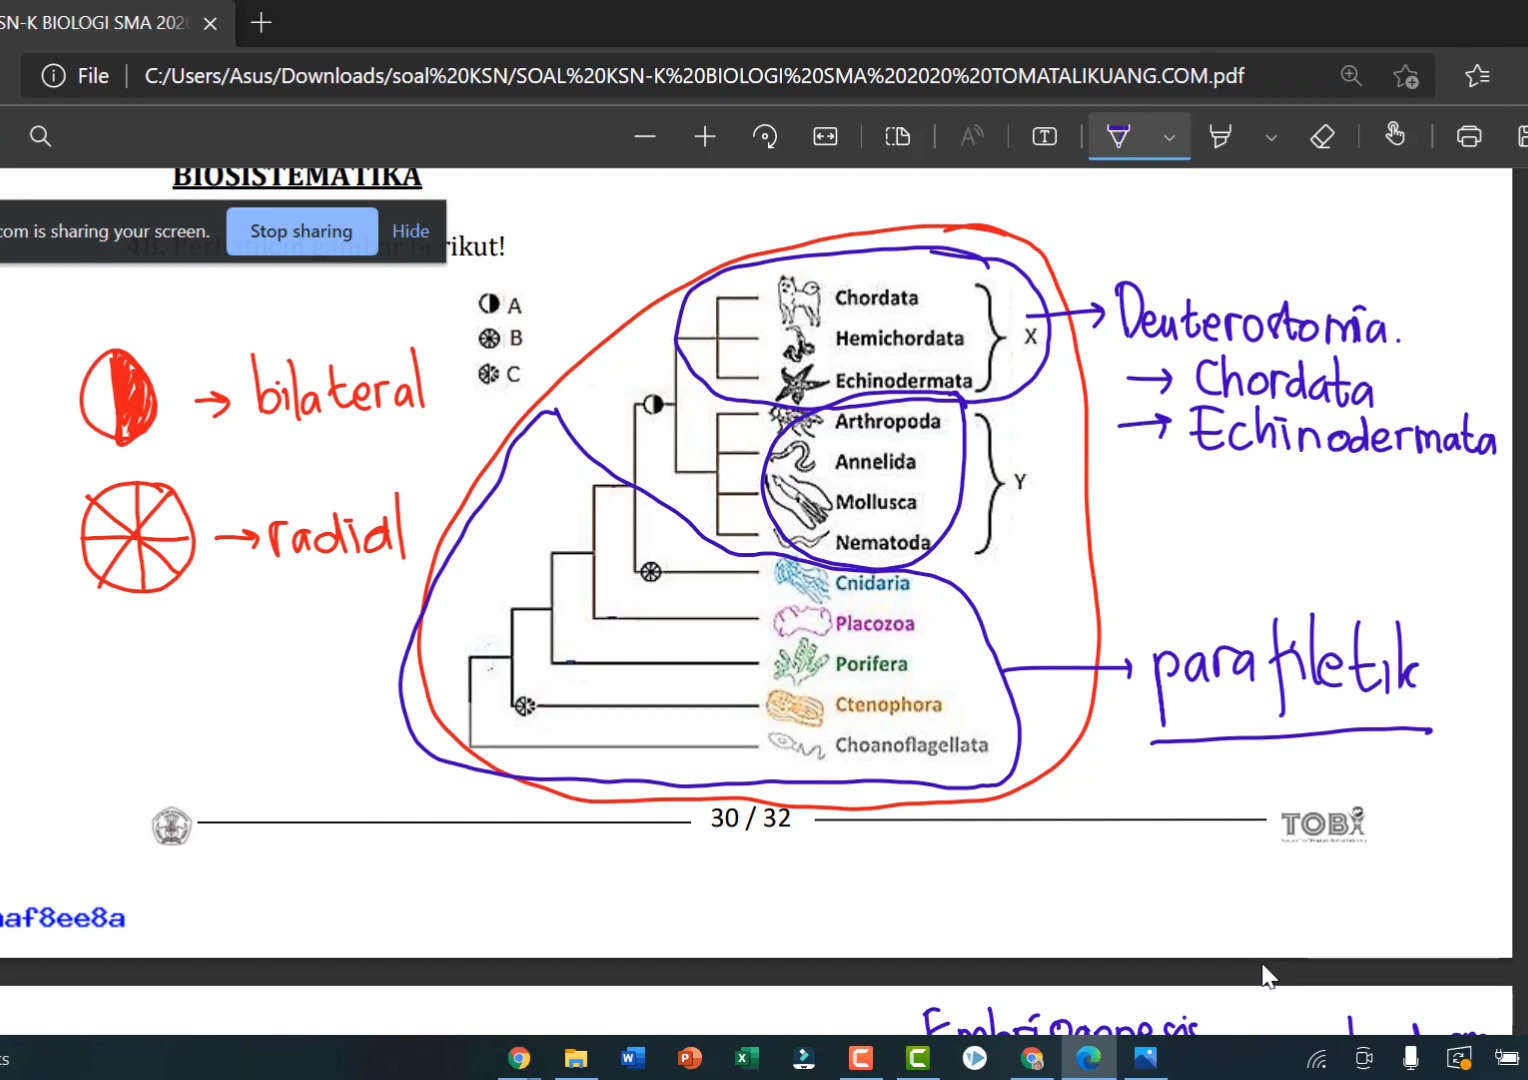 SN-K BIOLOGI SMA 202
File
C:/Users/Asus/Downloads/soal%20KSN/SOAL%20KSN-K%20BIOLOGI%20SMA%202020%20TOMATALIKUANG.COM.pdf
BIOSISTEMATIKA
com is sharing your screen.
Stop sharing
Hide
ikut!
A
B
C
Chordata
Hemichordata
Echinodermata
X
Arthropoda
Annelida
Mollusca
Nematoda
Y
Cnidaria
Placozoa
Porifera
Ctenophora
Choanoflagellata
bilateral
radial
Deuterostomia.
Chordata
Echinodermata
parafiletik
30 / 32
TOBI
af8ee8a